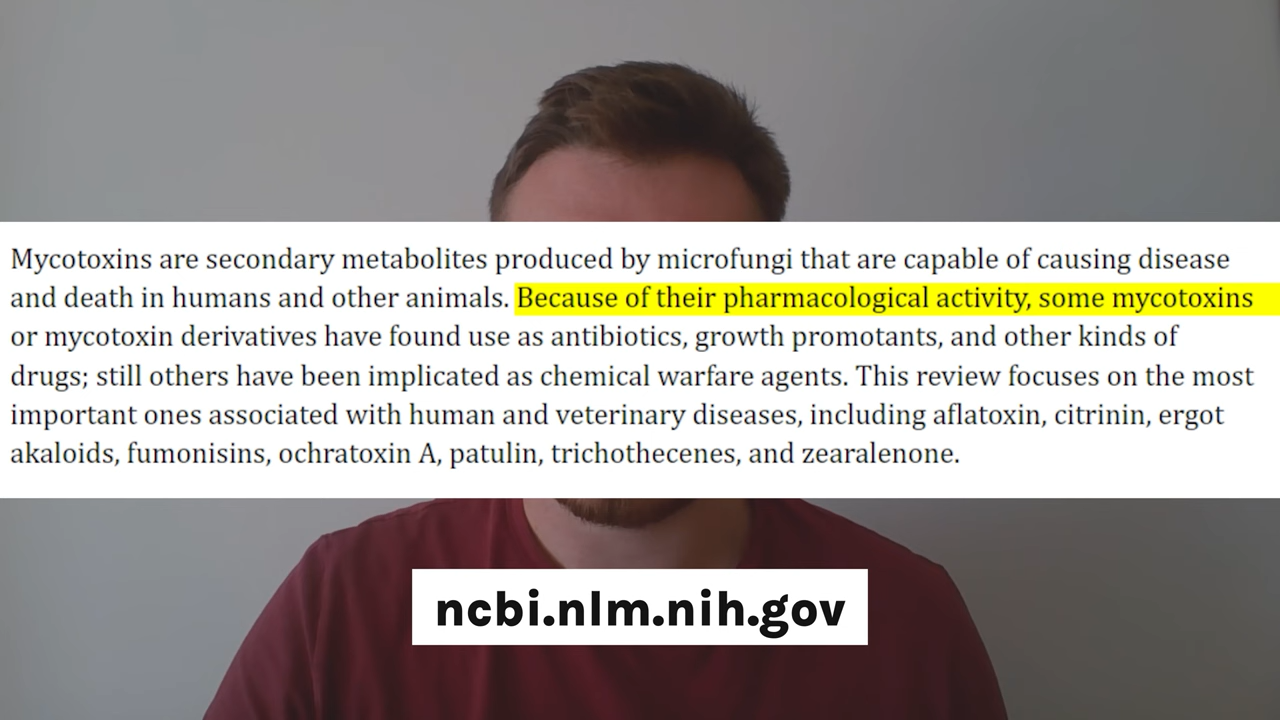 Mycotoxins are secondary metabolites produced by microfungi that are capable of causing disease
and death in humans and other animals. Because of their pharmacological activity, some mycotoxins
or mycotoxin derivatives have found use as antibiotics, growth promotants, and other kinds of
drugs; still others have been implicated as chemical warfare agents. This review focuses on the most
important ones associated with human and veterinary diseases, including aflatoxin, citrinin, ergot
akaloids, fumonisins, ochratoxin A, patulin, trichothecenes, and zearalenone.
ncbi.nlm.nih.gov